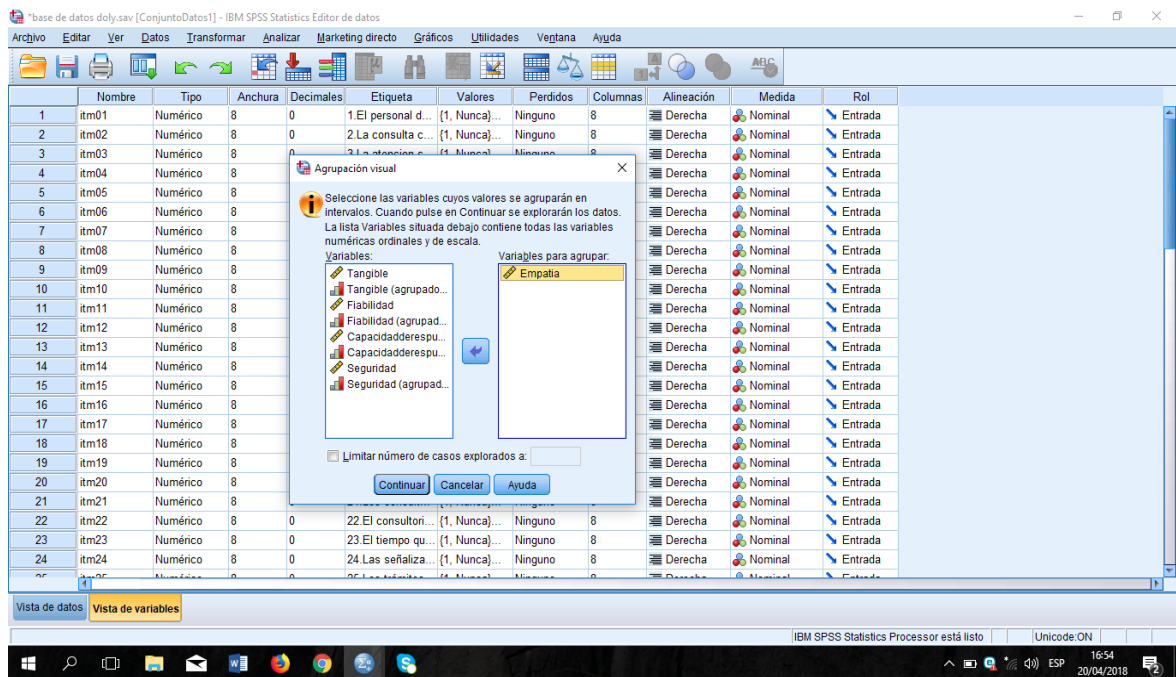 *base de datos doly.sav [ConjuntoDatos1] - IBM SPSS Statistics Editor de datos
Archivo Editar Ver Datos Transformar Analizar Marketing directo Gráficos Utilidades Ventana Ayuda
Nombre Tipo Anchura Decimales Etiqueta Valores Perdidos Columnas Alineación Medida Rol
1 itm01 Numérico 8 0 1.El personal d... {1, Nunca}... Ninguno 8 Derecha Nominal Entrada
2 itm02 Numérico 8 0 2.La consulta c... {1, Nunca}... Ninguno 8 Derecha Nominal Entrada
3 itm03 Numérico 8 0 3.La atencion c... {1, Nunca}... Ninguno 8 Derecha Nominal Entrada
4 itm04 Numérico 8 Derecha Nominal Entrada
5 itm05 Numérico 8 Derecha Nominal Entrada
6 itm06 Numérico 8 Derecha Nominal Entrada
7 itm07 Numérico 8 Derecha Nominal Entrada
8 itm08 Numérico 8 Derecha Nominal Entrada
9 itm09 Numérico 8 Derecha Nominal Entrada
10 itm10 Numérico 8 Derecha Nominal Entrada
11 itm11 Numérico 8 Derecha Nominal Entrada
12 itm12 Numérico 8 Derecha Nominal Entrada
13 itm13 Numérico 8 Derecha Nominal Entrada
14 itm14 Numérico 8 Derecha Nominal Entrada
15 itm15 Numérico 8 Derecha Nominal Entrada
16 itm16 Numérico 8 Derecha Nominal Entrada
17 itm17 Numérico 8 Derecha Nominal Entrada
18 itm18 Numérico 8 Derecha Nominal Entrada
19 itm19 Numérico 8 Derecha Nominal Entrada
20 itm20 Numérico 8 Derecha Nominal Entrada
21 itm21 Numérico 8 Derecha Nominal Entrada
22 itm22 Numérico 8 0 22.El consultori... {1, Nunca}... Ninguno 8 Derecha Nominal Entrada
23 itm23 Numérico 8 0 23.El tiempo qu... {1, Nunca}... Ninguno 8 Derecha Nominal Entrada
24 itm24 Numérico 8 0 24.Las señaliza... {1, Nunca}... Ninguno 8 Derecha Nominal Entrada
Agrupación visual
Seleccione las variables cuyos valores se agruparán en
intervalos. Cuando pulse en Continuar se explorarán los datos.
La lista Variables situada debajo contiene todas las variables
numéricas ordinales y de escala.
Variables:
Tangible
Tangible (agrupado...
Fiabilidad
Fiabilidad (agrupad...
Capacidadderespu...
Capacidadderespu...
Seguridad
Seguridad (agrupad...
Variables para agrupar:
Empatia
Limitar número de casos explorados a:
Continuar Cancelar Ayuda
Vista de datos Vista de variables
IBM SPSS Statistics Processor está listo Unicode:ON
ESP
16:54
20/04/2018